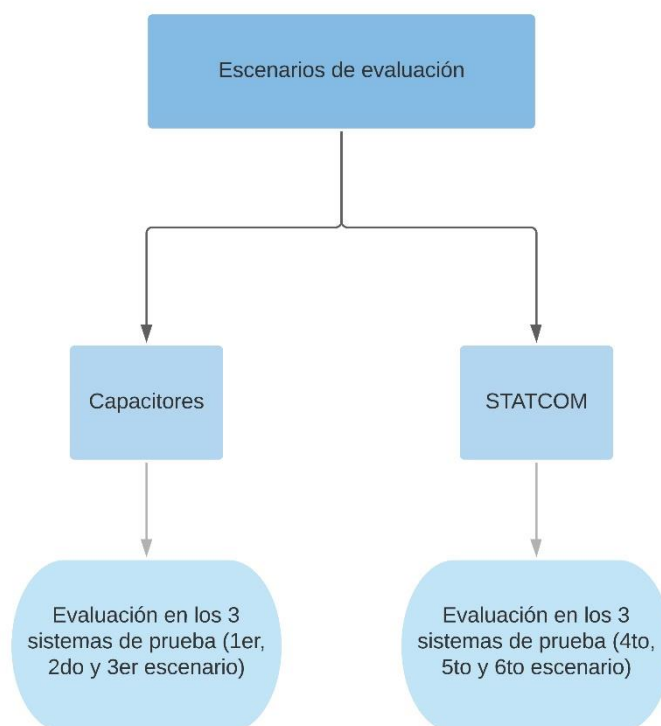 Escenarios de evaluación
Capacitores
STATCOM
Evaluación en los 3
sistemas de prueba (1er,
2do y 3er escenario)
Evaluación en los 3
sistemas de prueba (4to,
5to y 6to escenario)